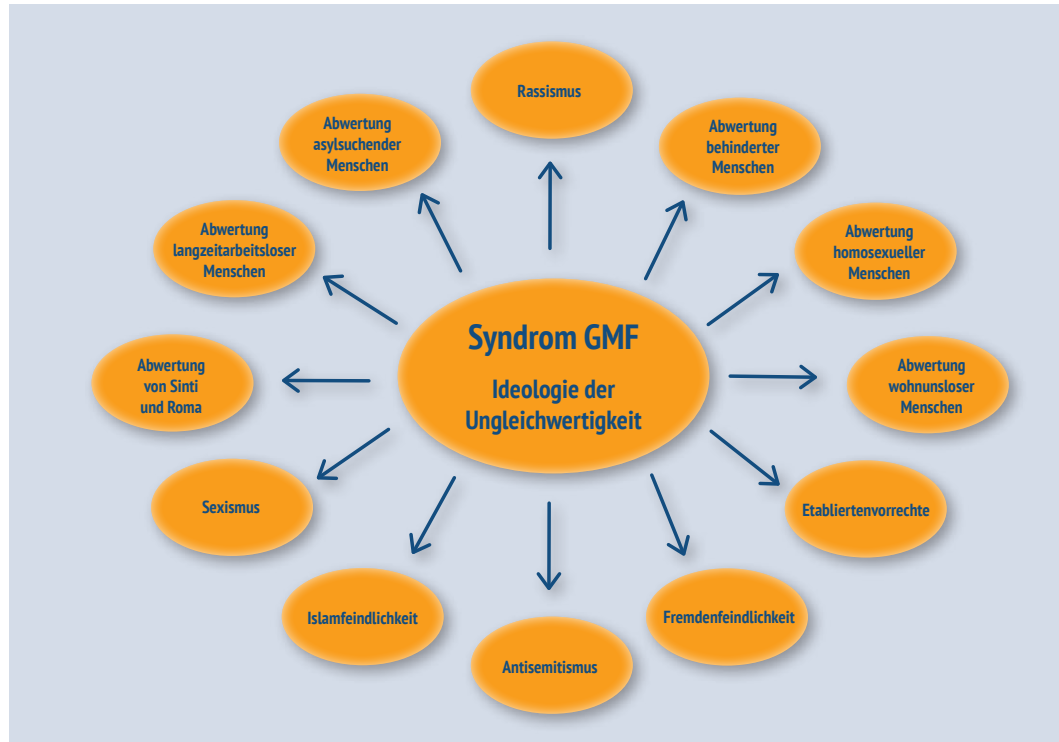 Rassismus
Abwertung
asylsuchender
Menschen
Abwertung
behinderter
Menschen
Abwertung
langzeitarbeitsloser
Menschen
Abwertung
homosexueller
Menschen
Syndrom GMF
Ideologie der
Ungleichwertigkeit
Abwertung
von Sinti
und Roma
Abwertung
wohnunsloser
Menschen
Sexismus
Etabliertenvorrechte
Islamfeindlichkeit
Fremdenfeindlichkeit
Antisemitismus